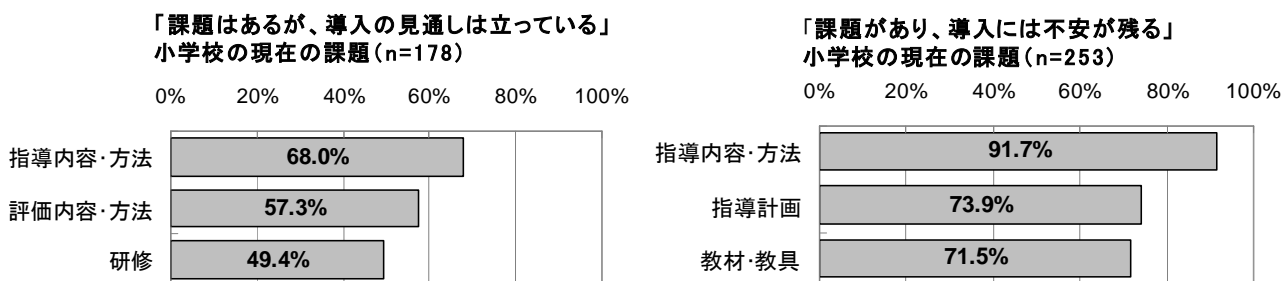 「課題はあるが、導入の見通しは立っている」
小学校の現在の課題(n=178)
0% 20% 40% 60% 80% 100%
指導内容・方法 68.0%
評価内容・方法 57.3%
研修 49.4%
「課題があり、導入には不安が残る」
小学校の現在の課題(n=253)
0% 20% 40% 60% 80% 100%
指導内容・方法 91.7%
指導計画 73.9%
教材・教具 71.5%